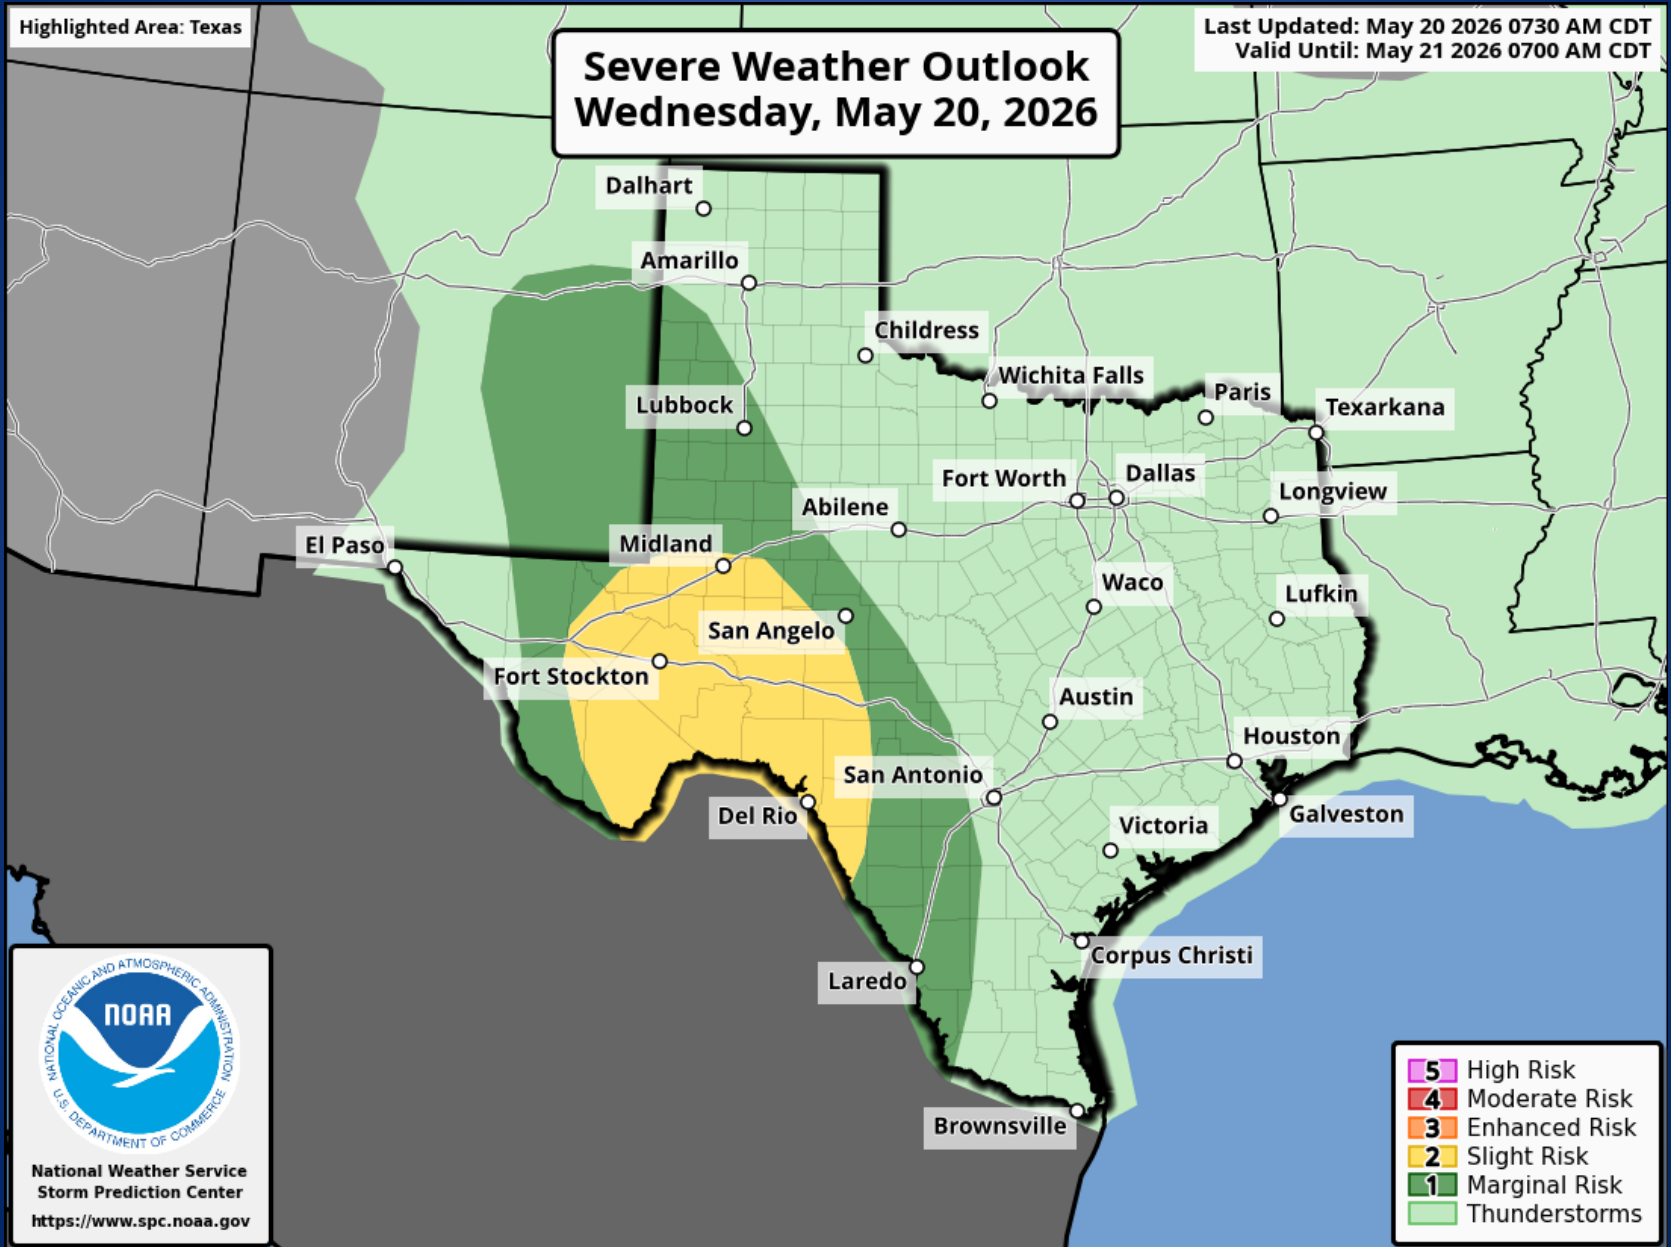 Highlighted Area: Texas
Last Updated: May 20 2026 0730 AM CDT
Valid Until: May 21 2026 0700 AM CDT
Severe Weather Outlook
Wednesday, May 20, 2026
Dalhart
Amarillo
Childress
Wichita Falls
Paris
Texarkana
Lubbock
Fort Worth
Dallas
Longview
Abilene
El Paso
Midland
Waco
Lufkin
San Angelo
Fort Stockton
Austin
Houston
San Antonio
Del Rio
Galveston
Victoria
Corpus Christi
Laredo
Brownsville
NATIONAL OCEANIC AND ATMOSPHERIC ADMINISTRATION
NOAA
U.S. DEPARTMENT OF COMMERCE
National Weather Service
Storm Prediction Center
https://www.spc.noaa.gov
5 High Risk
4 Moderate Risk
3 Enhanced Risk
2 Slight Risk
1 Marginal Risk
Thunderstorms